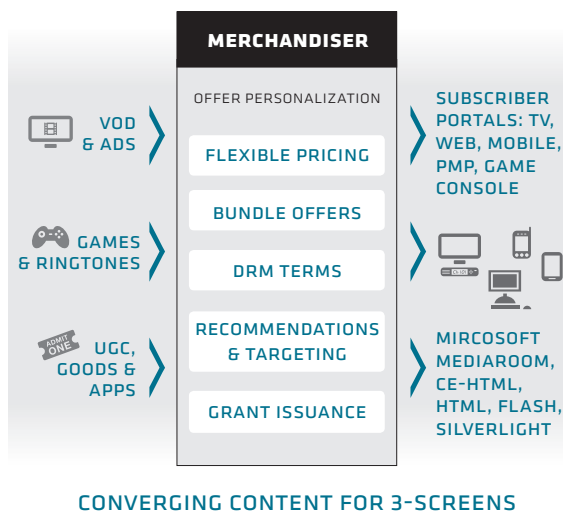 MERCHANDISER
OFFER PERSONALIZATION
FLEXIBLE PRICING
BUNDLE OFFERS
DRM TERMS
RECOMMENDATIONS
& TARGETING
GRANT ISSUANCE
VOD
& ADS
GAMES
& RINGTONES
ADMIT
ONE
UGC,
GOODS &
APPS
SUBSCRIBER
PORTALS: TV,
WEB, MOBILE,
PMP, GAME
CONSOLE
MIRCOSOFT
MEDIAROOM,
CE-HTML,
HTML, FLASH,
SILVERLIGHT
CONVERGING CONTENT FOR 3-SCREENS